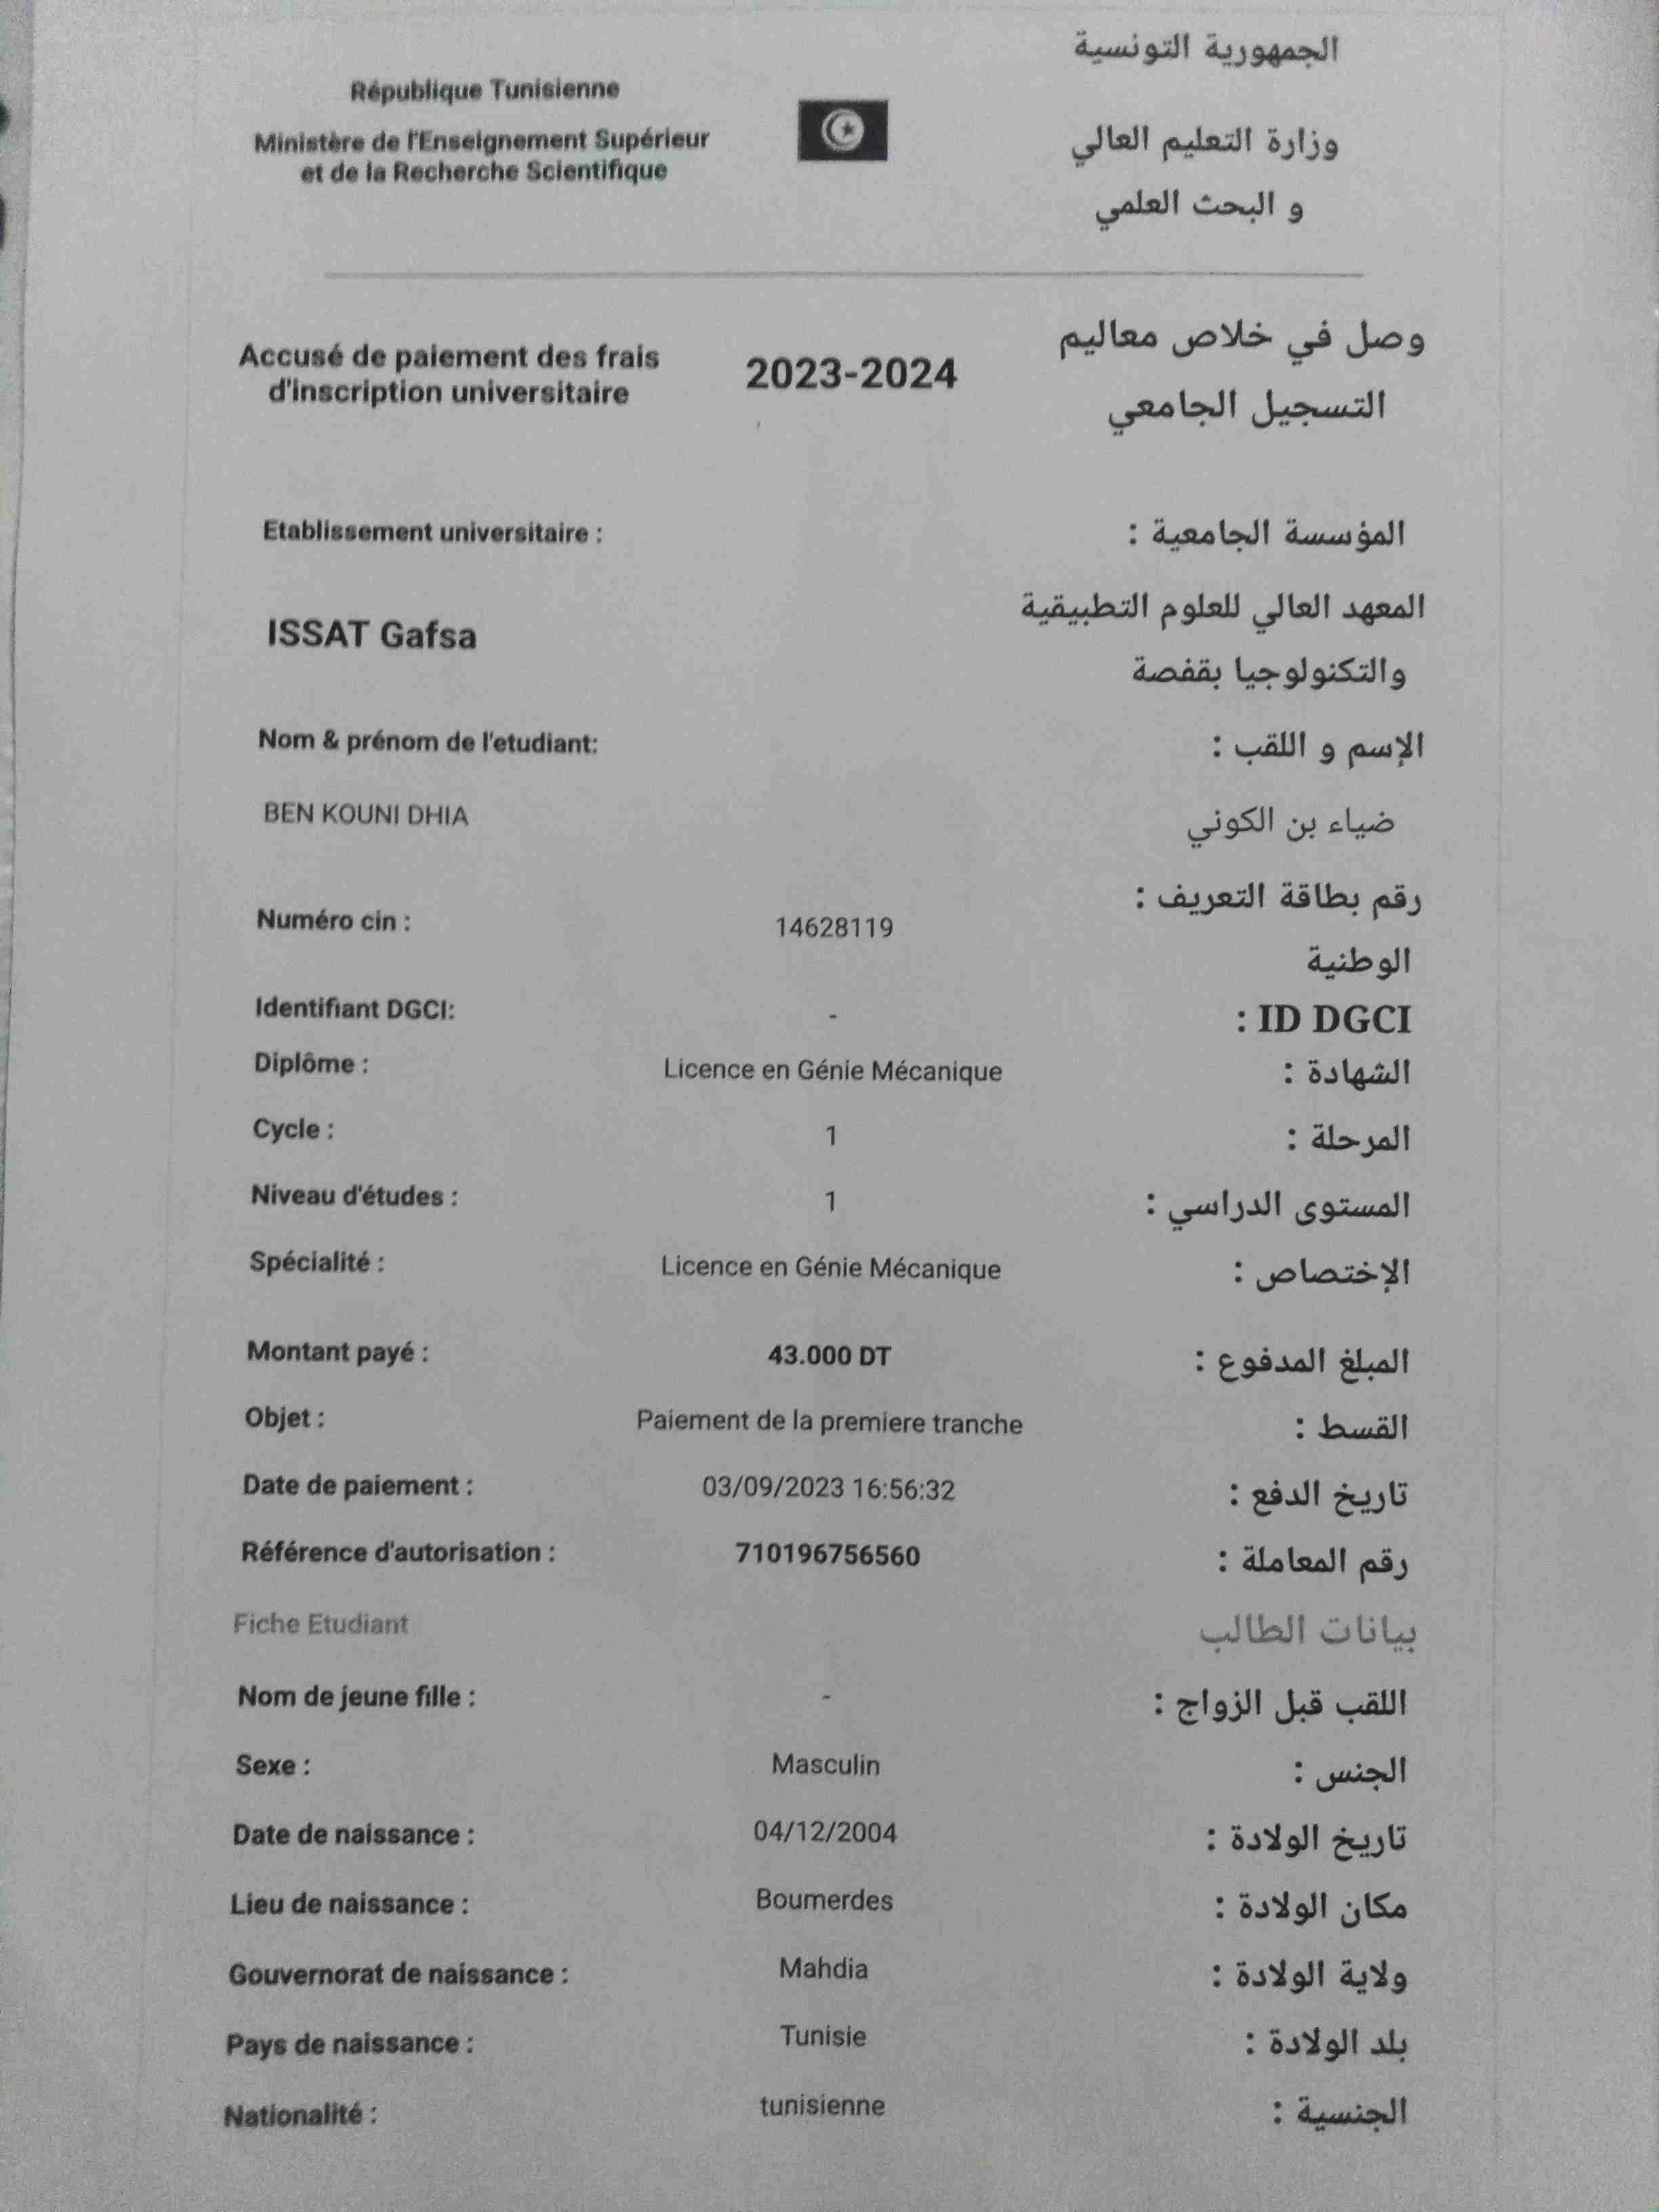 الجمهورية التونسية
République Tunisienne
Ministère de l'Enseignement Supérieur
et de la Recherche Scientifique
وزارة التعليم العالي
و البحث العلمي
Accusé de paiement des frais
d'inscription universitaire
2023-2024
وصل في خلاص معاليم
التسجيل الجامعي
Etablissement universitaire :
المؤسسة الجامعية :
ISSAT Gafsa
المعهد العالي للعلوم التطبيقية
والتكنولوجيا بقفصة
Nom & prénom de l'etudiant:
الإسم و اللقب :
BEN KOUNI DHIA
ضياء بن الكوني
Numéro cin :
14628119
رقم بطاقة التعريف :
الوطنية
Identifiant DGCI:
-
ID DGCI :
Diplôme :
Licence en Génie Mécanique
الشهادة :
Cycle :
1
المرحلة :
Niveau d'études :
1
المستوى الدراسي :
Spécialité :
Licence en Génie Mécanique
الإختصاص :
Montant payé :
43.000 DT
المبلغ المدفوع :
Objet :
Paiement de la premiere tranche
القسط :
Date de paiement :
03/09/2023 16:56:32
تاريخ الدفع :
Référence d'autorisation :
710196756560
رقم المعاملة :
Fiche Etudiant
بيانات الطالب
Nom de jeune fille :
-
اللقب قبل الزواج :
Sexe :
Masculin
الجنس :
Date de naissance :
04/12/2004
تاريخ الولادة :
Lieu de naissance :
Boumerdes
مكان الولادة :
Gouvernorat de naissance :
Mahdia
ولاية الولادة :
Pays de naissance :
Tunisie
بلد الولادة :
Nationalité :
tunisienne
الجنسية :